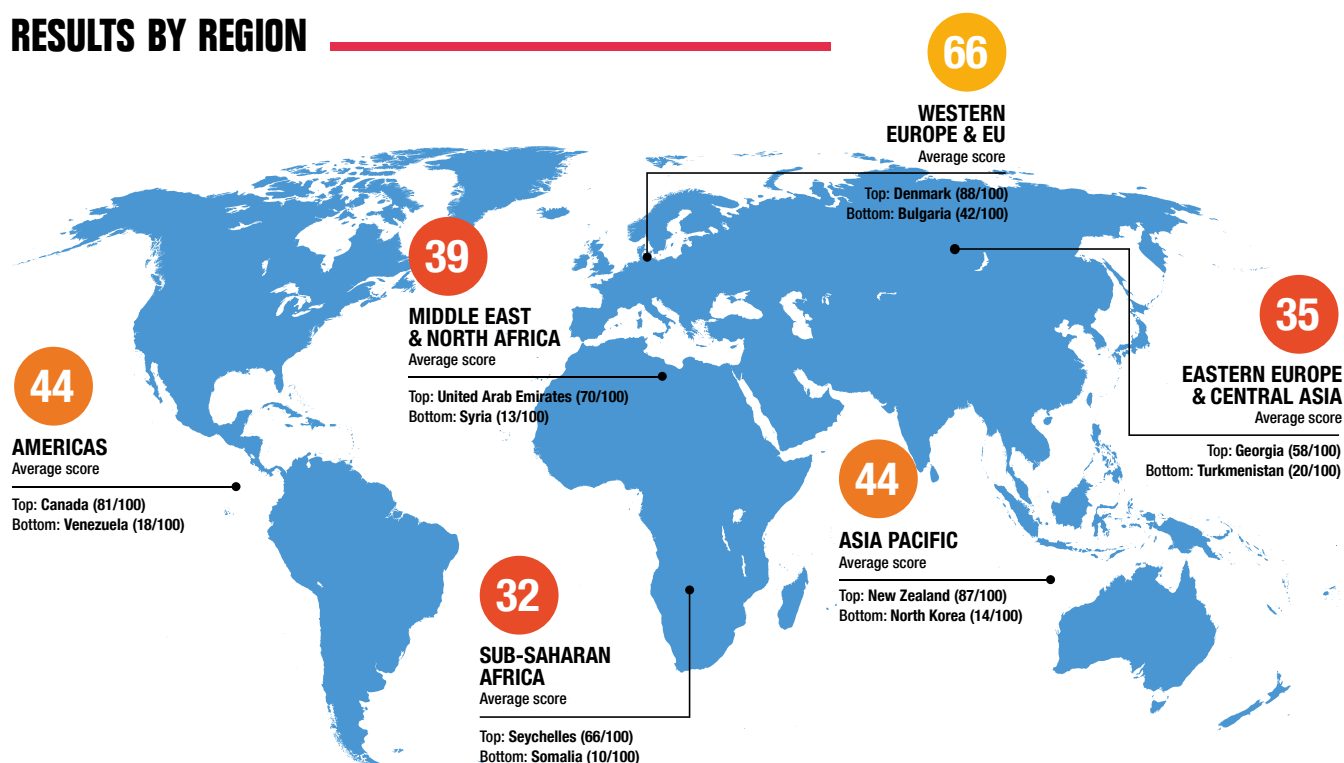 RESULTS BY REGION
66
WESTERN
EUROPE & EU
Average score
Top: Denmark (88/100)
Bottom: Bulgaria (42/100)
39
MIDDLE EAST
& NORTH AFRICA
Average score
Top: United Arab Emirates (70/100)
Bottom: Syria (13/100)
35
EASTERN EUROPE
& CENTRAL ASIA
Average score
Top: Georgia (58/100)
Bottom: Turkmenistan (20/100)
44
AMERICAS
Average score
Top: Canada (81/100)
Bottom: Venezuela (18/100)
44
ASIA PACIFIC
Average score
Top: New Zealand (87/100)
Bottom: North Korea (14/100)
32
SUB-SAHARAN
AFRICA
Average score
Top: Seychelles (66/100)
Bottom: Somalia (10/100)